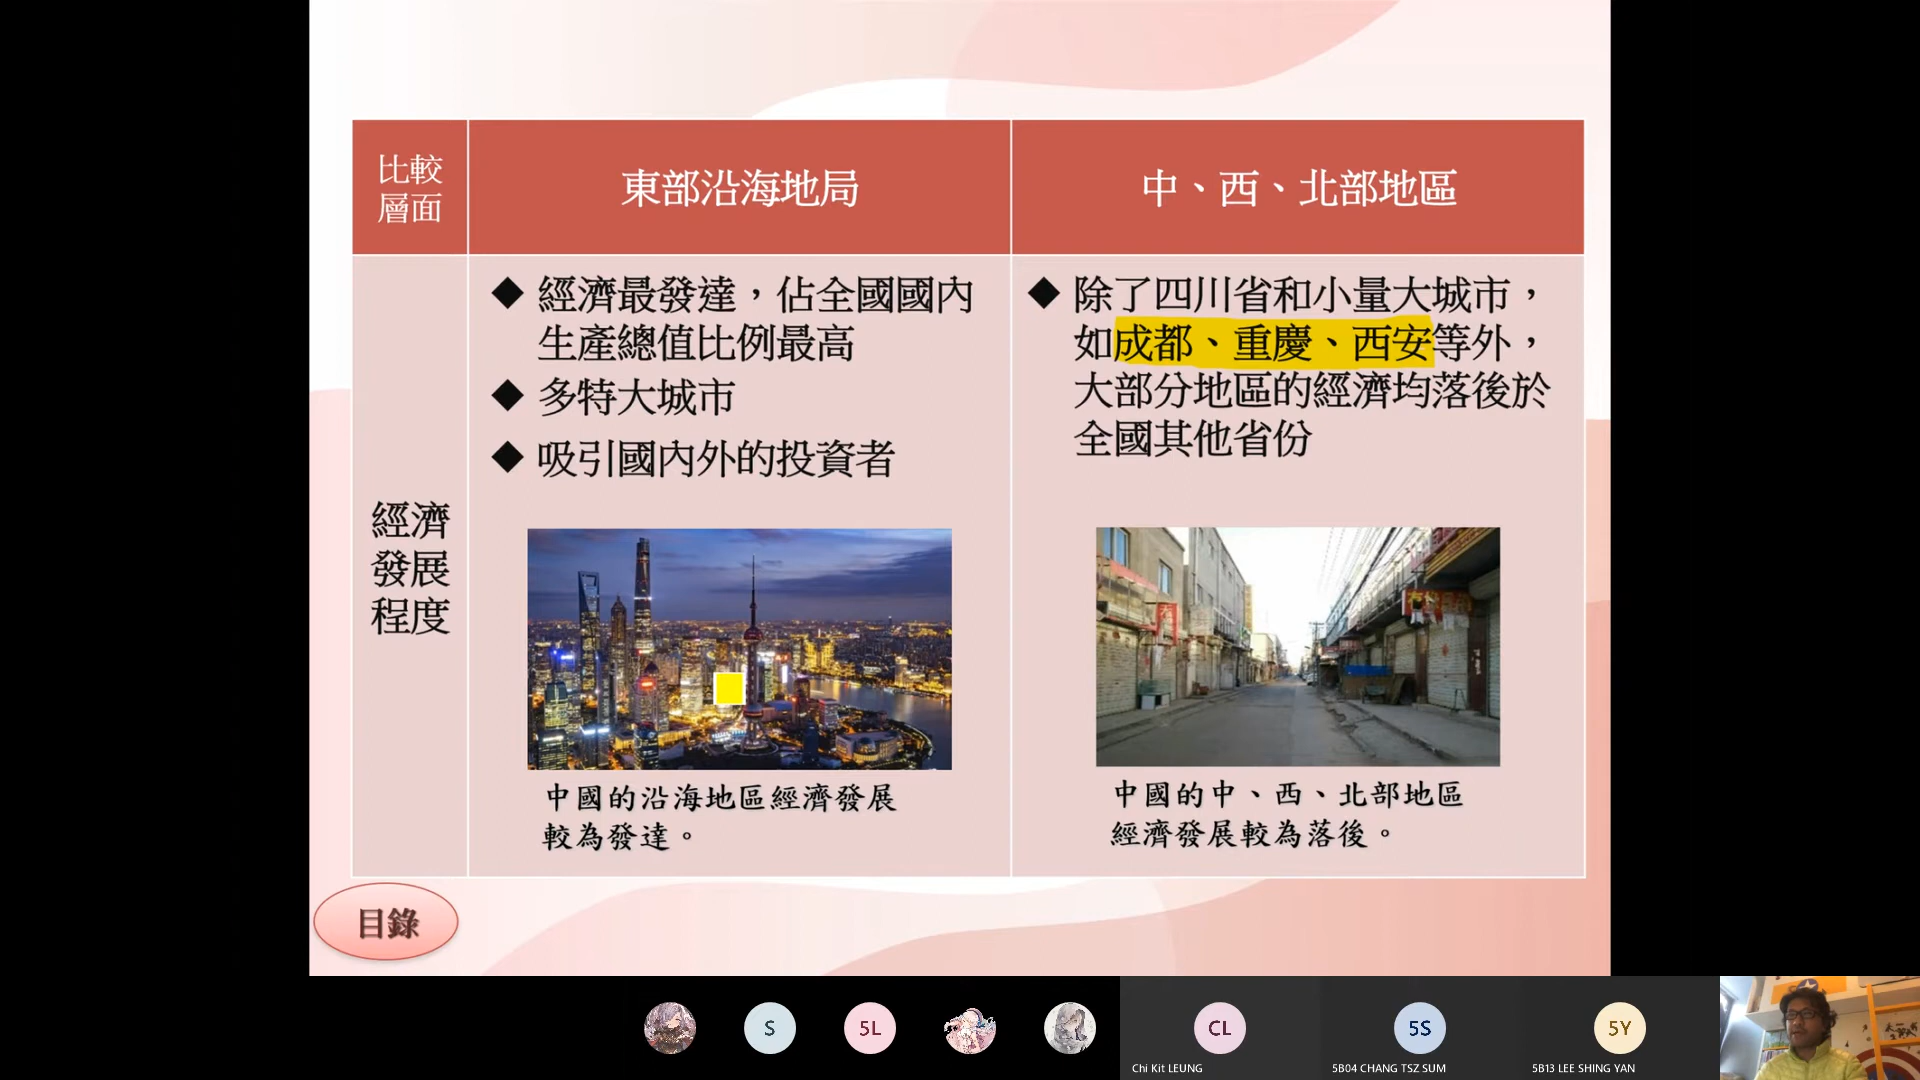 比較
層面
東部沿海地局
中、西、北部地區
經濟
發展
程度
◆ 經濟最發達，佔全國國內
生產總值比例最高
◆ 多特大城市
◆ 吸引國內外的投資者
中國的沿海地區經濟發展
較為發達。
◆ 除了四川省和小量大城市，
如成都、重慶、西安等外，
大部分地區的經濟均落後於
全國其他省份
中國的中、西、北部地區
經濟發展較為落後。
目錄
S
5L
CL
5S
5Y
Chi Kit LEUNG
5B04 CHANG TSZ SUM
5B13 LEE SHING YAN